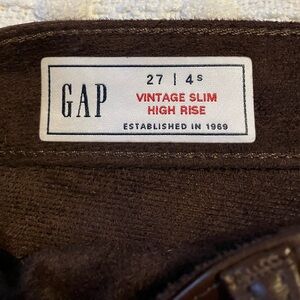 GAP
27 | 4s
VINTAGE SLIM
HIGH RISE
ESTABLISHED IN 1969